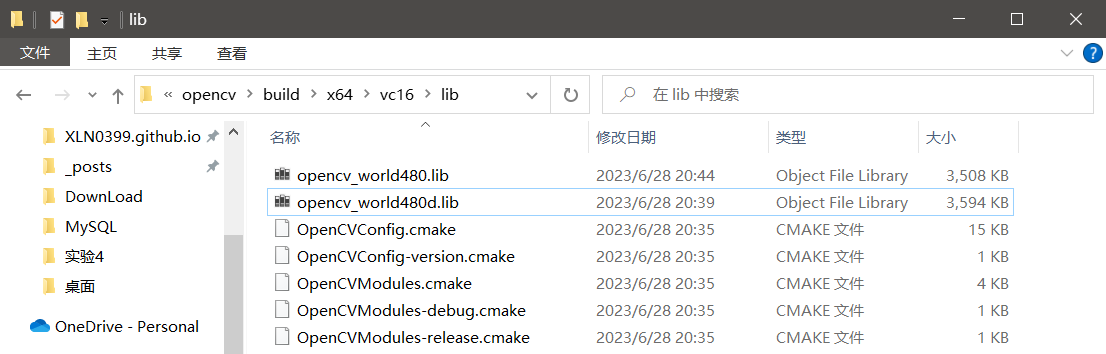 lib
文件 主页 共享 查看 ?
« opencv > build > x64 > vc16 > lib 在 lib 中搜索
名称 修改日期 类型 大小
XLN0399.github.io
_posts
DownLoad
MySQL
实验4
桌面
OneDrive - Personal
opencv_world480.lib 2023/6/28 20:44 Object File Library 3,508 KB
opencv_world480d.lib 2023/6/28 20:39 Object File Library 3,594 KB
OpenCVConfig.cmake 2023/6/28 20:35 CMAKE 文件 15 KB
OpenCVConfig-version.cmake 2023/6/28 20:35 CMAKE 文件 1 KB
OpenCVModules.cmake 2023/6/28 20:35 CMAKE 文件 4 KB
OpenCVModules-debug.cmake 2023/6/28 20:35 CMAKE 文件 1 KB
OpenCVModules-release.cmake 2023/6/28 20:35 CMAKE 文件 1 KB